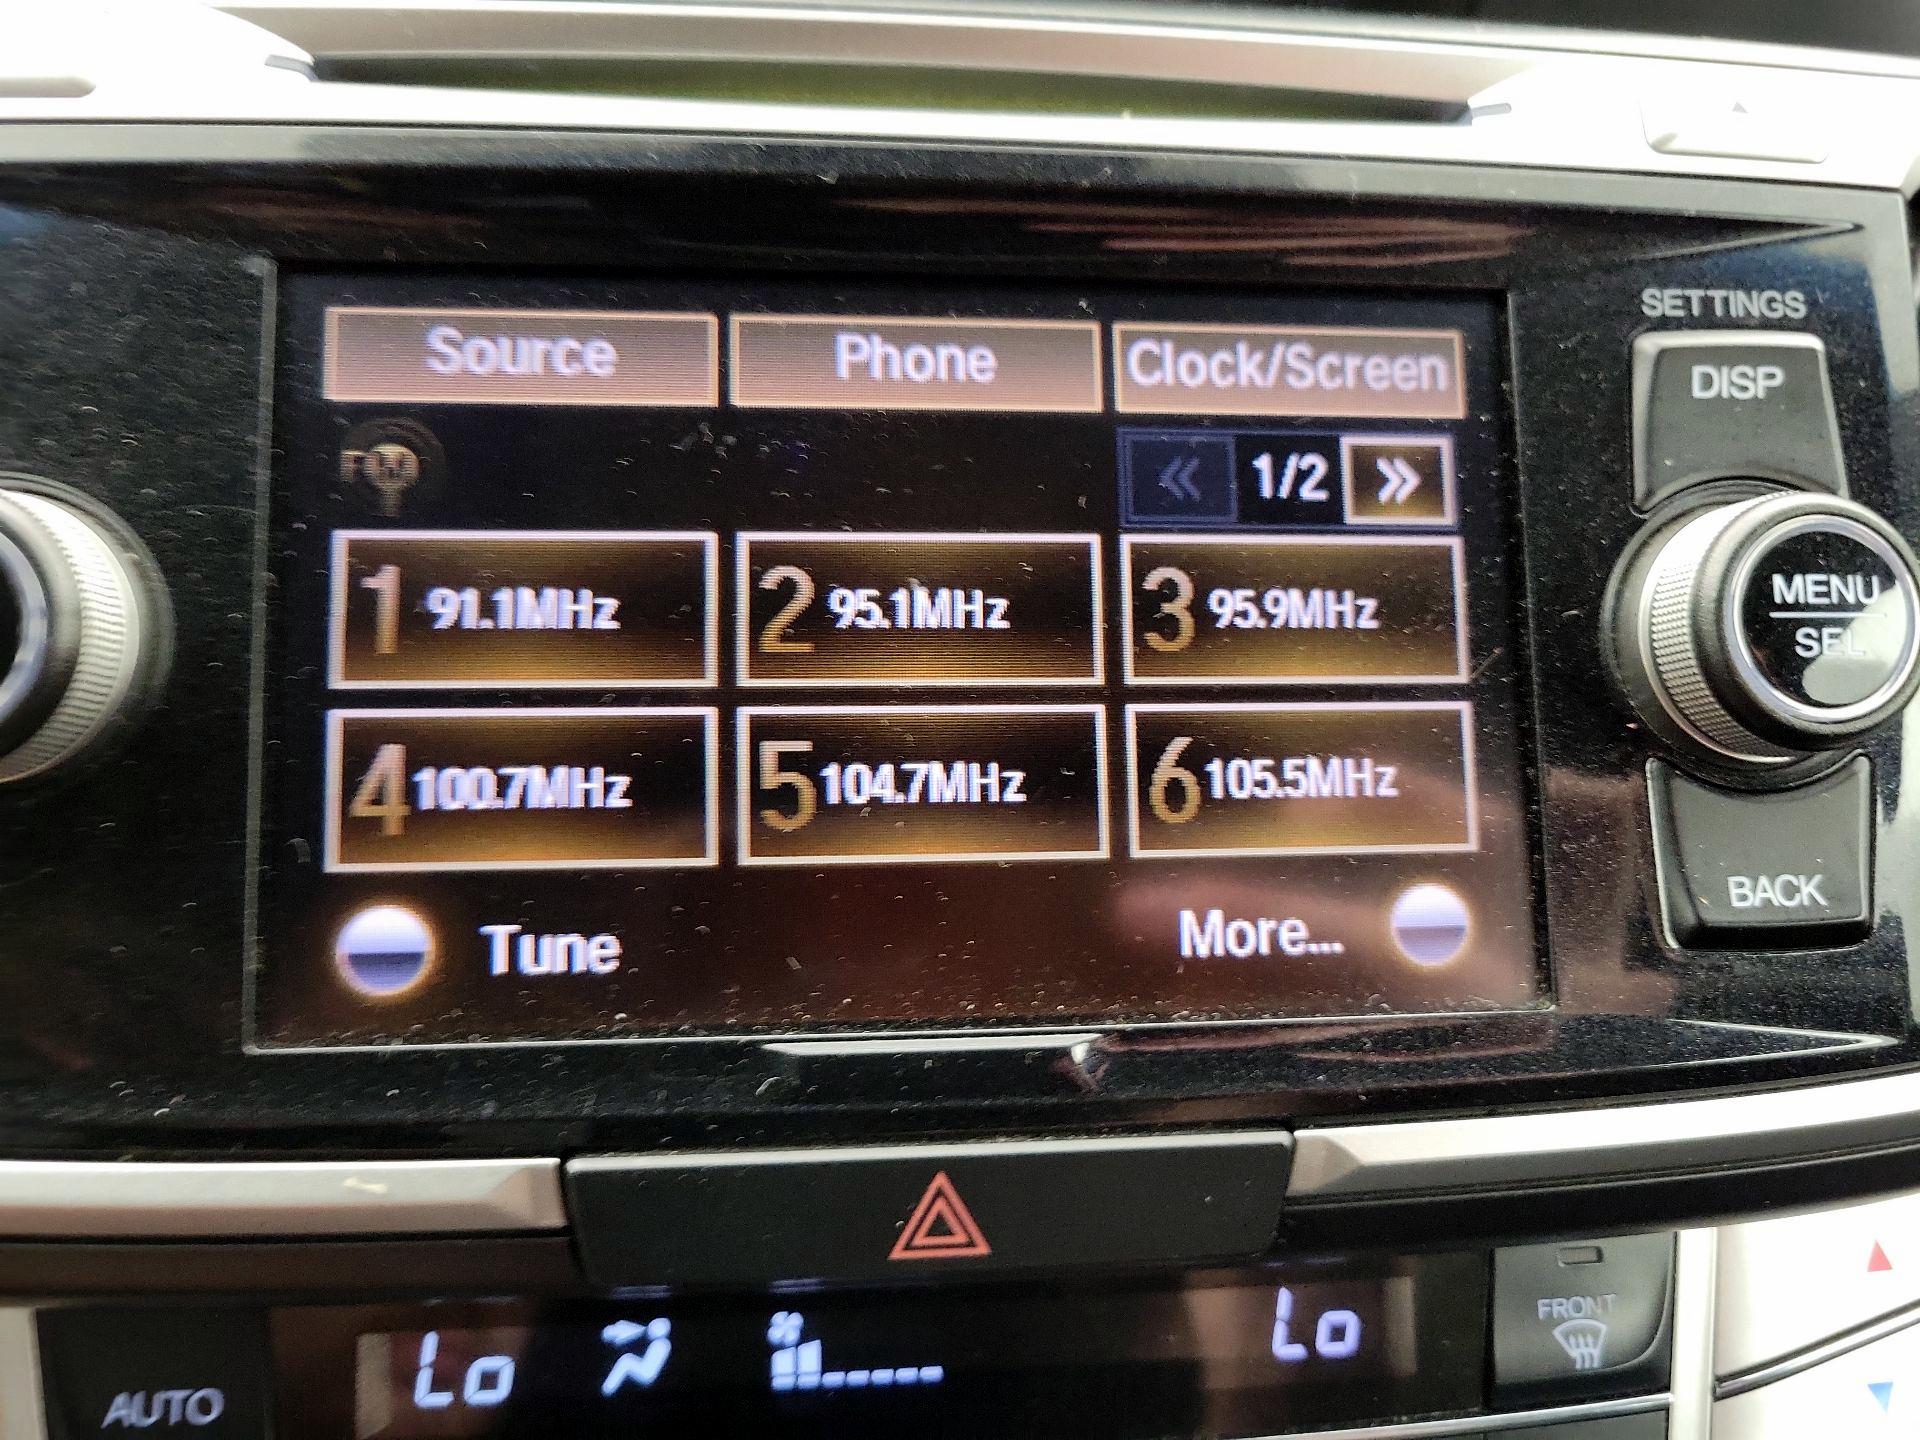 SETTINGS
Source Phone Clock/Screen
DISP
« 1/2 »
1 91.1MHz 2 95.1MHz 3 95.9MHz
MENU
SEL
4 100.7MHz 5 104.7MHz 6 105.5MHz
BACK
Tune More...
FRONT
Lo Lo
AUTO